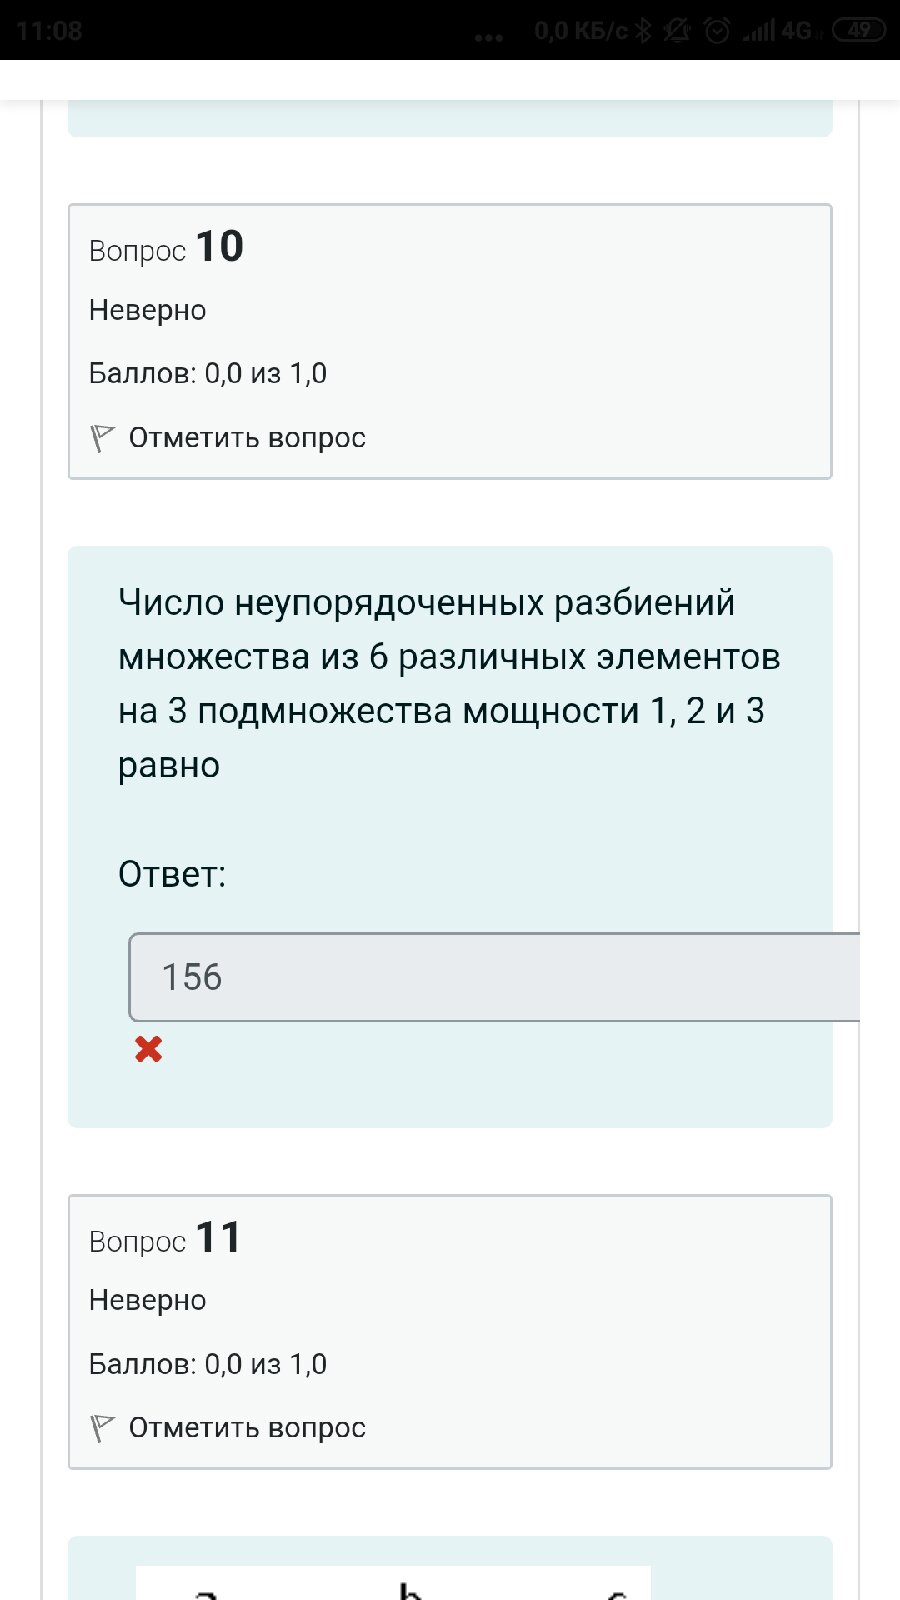 11:08
... 0,0 КБ/с 4G 49
Вопрос 10
Неверно
Баллов: 0,0 из 1,0
Отметить вопрос
Число неупорядоченных разбиений
множества из 6 различных элементов
на 3 подмножества мощности 1, 2 и 3
равно
Ответ:
156
Вопрос 11
Неверно
Баллов: 0,0 из 1,0
Отметить вопрос